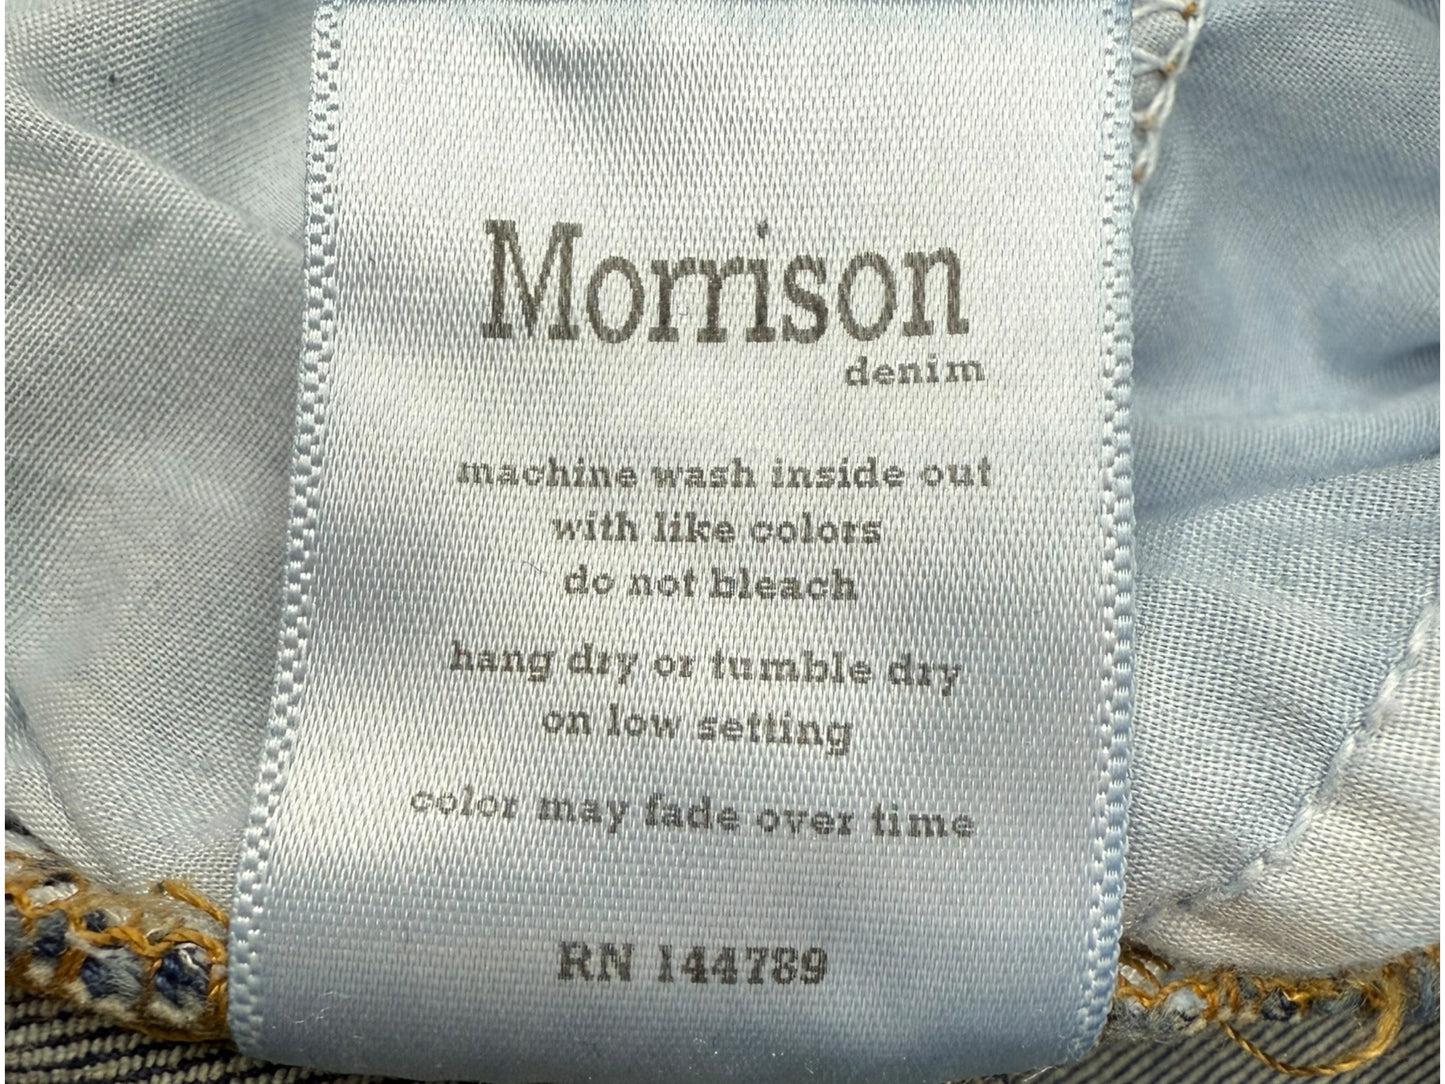 Morrison
denim
machine wash inside out
with like colors
do not bleach
hang dry or tumble dry
on low setting
color may fade over time
RN 144789